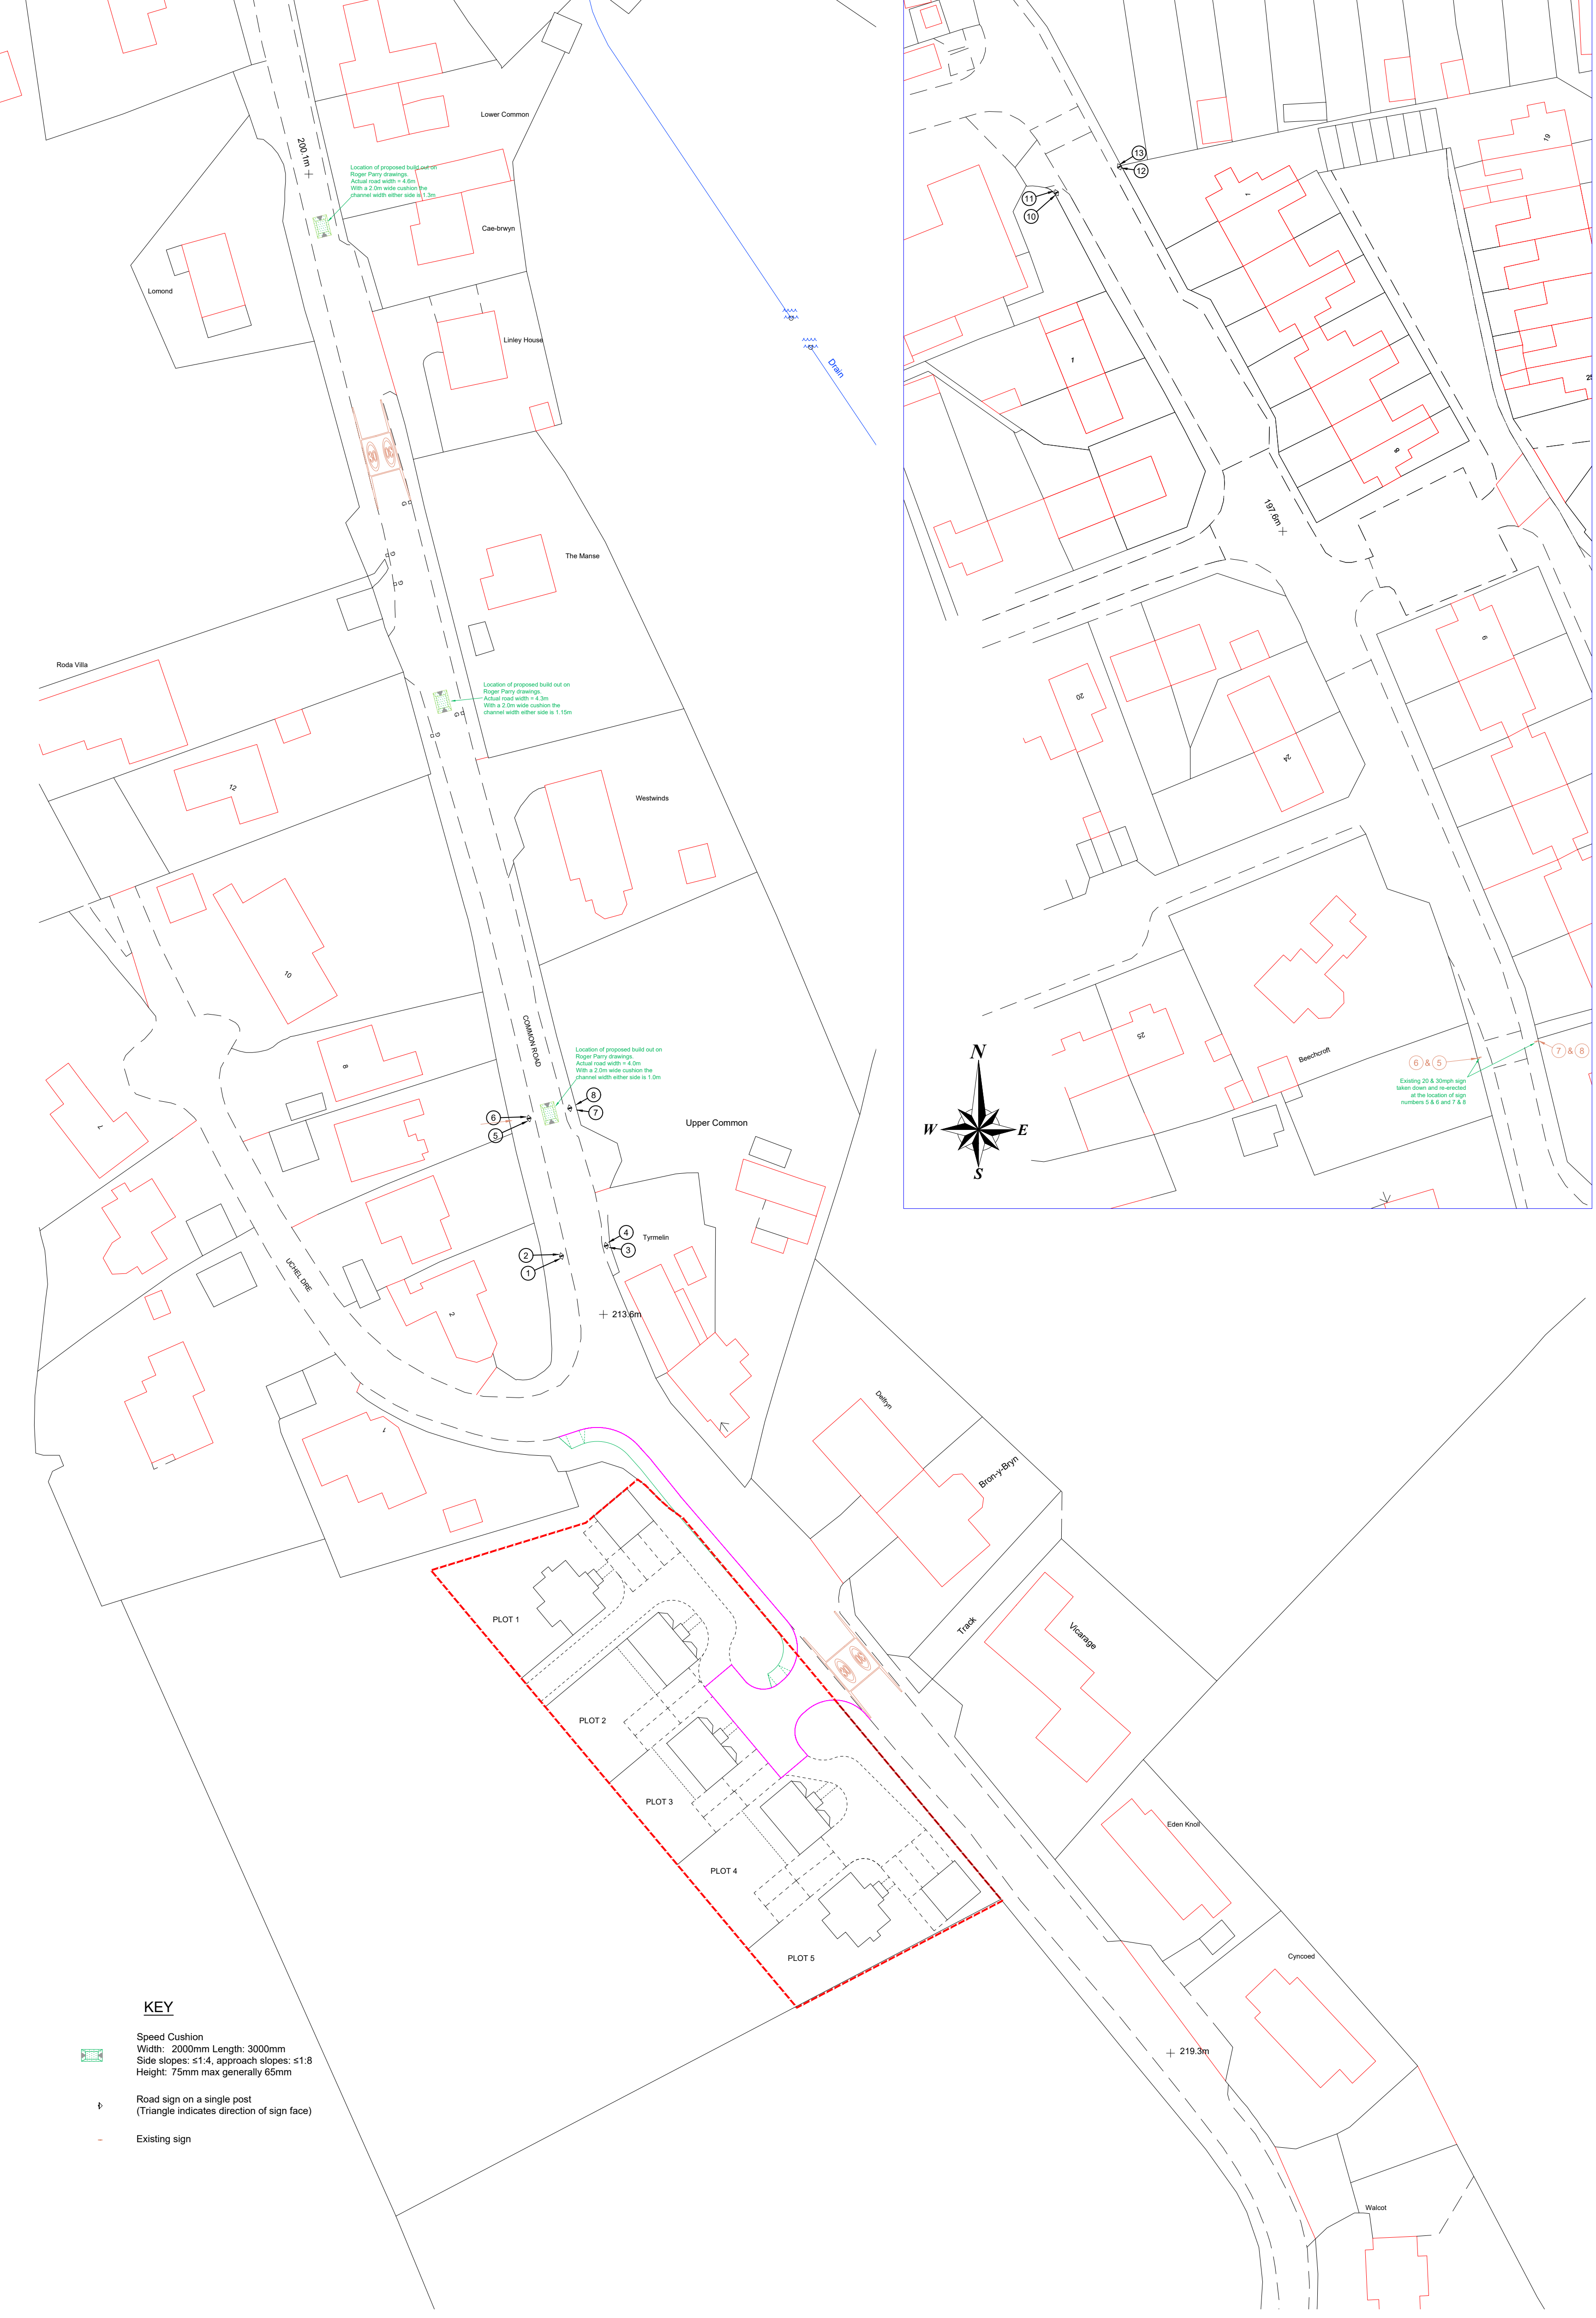 Lower Common
200.1m
Location of proposed build out on
Roger Parry drawings.
Actual road width = 4.6m
With a 2.0m wide cushion the
channel width either side is 1.3m
Cae-brwyn
Lomond
Linley House
Drain
30
30
The Manse
Roda Villa
Location of proposed build out on
Roger Parry drawings.
Actual road width = 4.3m
With a 2.0m wide cushion the
channel width either side is 1.15m
12
Westwinds
10
COMMON ROAD
Location of proposed build out on
Roger Parry drawings.
Actual road width = 4.0m
With a 2.0m wide cushion the
channel width either side is 1.0m
8
7
6
5
8
7
Upper Common
4
3
Tyrmelin
2
1
UCHEL DRE
213.6m
2
1
Delfryn
Bron-y-Bryn
Track
Vicarage
PLOT 1
PLOT 2
PLOT 3
PLOT 4
PLOT 5
Eden Knoll
Cyncoed
219.3m
Walcot
13
12
11
10
1
19
1
8
25
197.6m
6
20
24
25
Beechcroft
6 & 5
7 & 8
Existing 20 & 30mph sign
taken down and re-erected
at the location of sign
numbers 5 & 6 and 7 & 8
N
W
E
S
KEY
Speed Cushion
Width: 2000mm Length: 3000mm
Side slopes: ≤1:4, approach slopes: ≤1:8
Height: 75mm max generally 65mm
Road sign on a single post
(Triangle indicates direction of sign face)
Existing sign